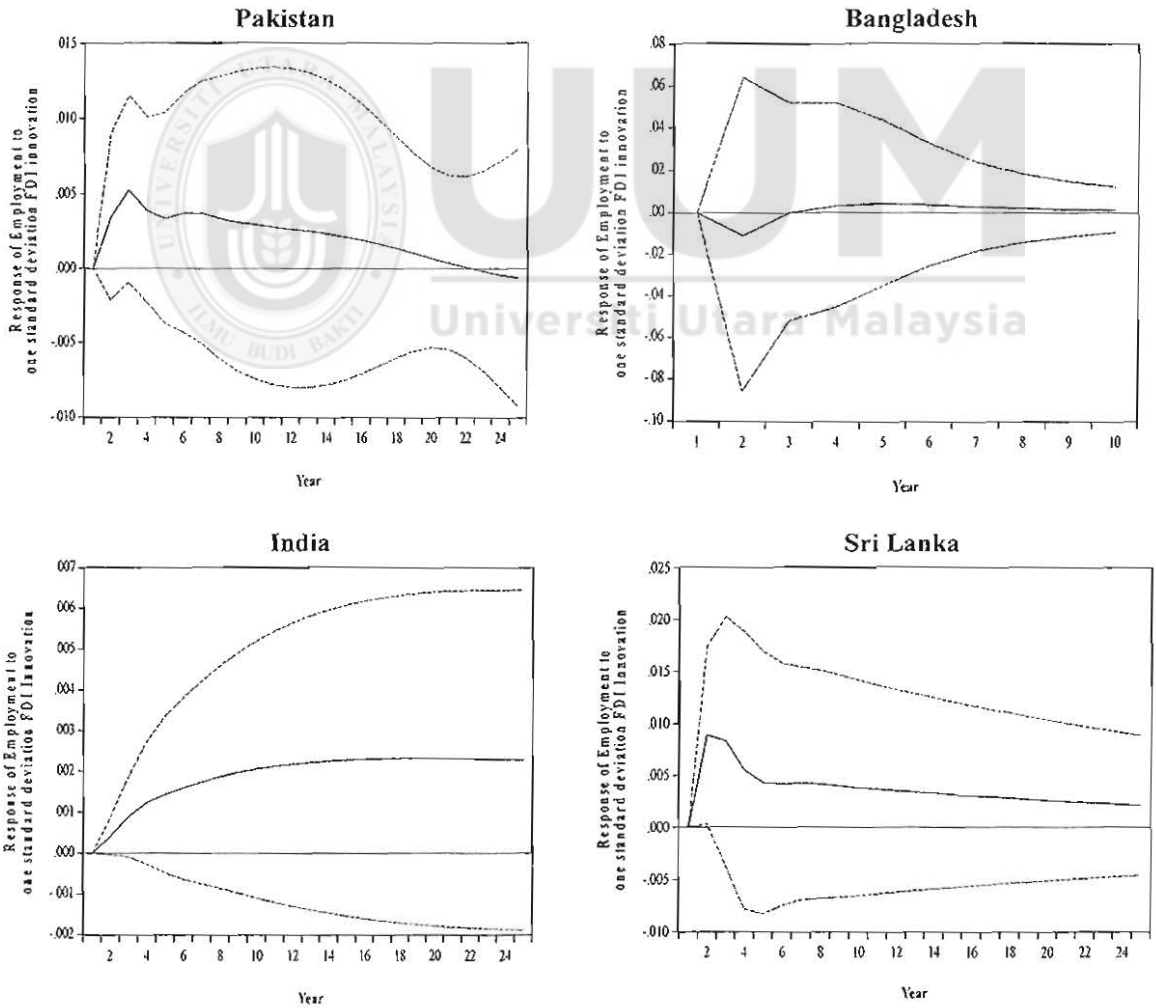 Pakistan
Response of Employment to
one standard deviation FDI innovation
.015
.010
.005
.000
-.005
-.010
2 4 6 8 10 12 14 16 18 20 22 24
Year
Bangladesh
Response of Employment to
one standard deviation FDI innovation
.08
.06
.04
.02
.00
-.02
-.04
-.06
-.08
-.10
1 2 3 4 5 6 7 8 9 10
Year
India
Response of Employment to
one standard deviation FDI Innovation
.007
.006
.005
.004
.003
.002
.001
.000
-.001
-.002
2 4 6 8 10 12 14 16 18 20 22 24
Year
Sri Lanka
Response of Employment to
one standard deviation FDI Innovation
.025
.020
.015
.010
.005
.000
-.005
-.010
2 4 6 8 10 12 14 16 18 20 22 24
Year
UNIVERSITI UTARA MALAYSIA
ILMU BUDI BAKTI
UUM
Universiti Utara Malaysia